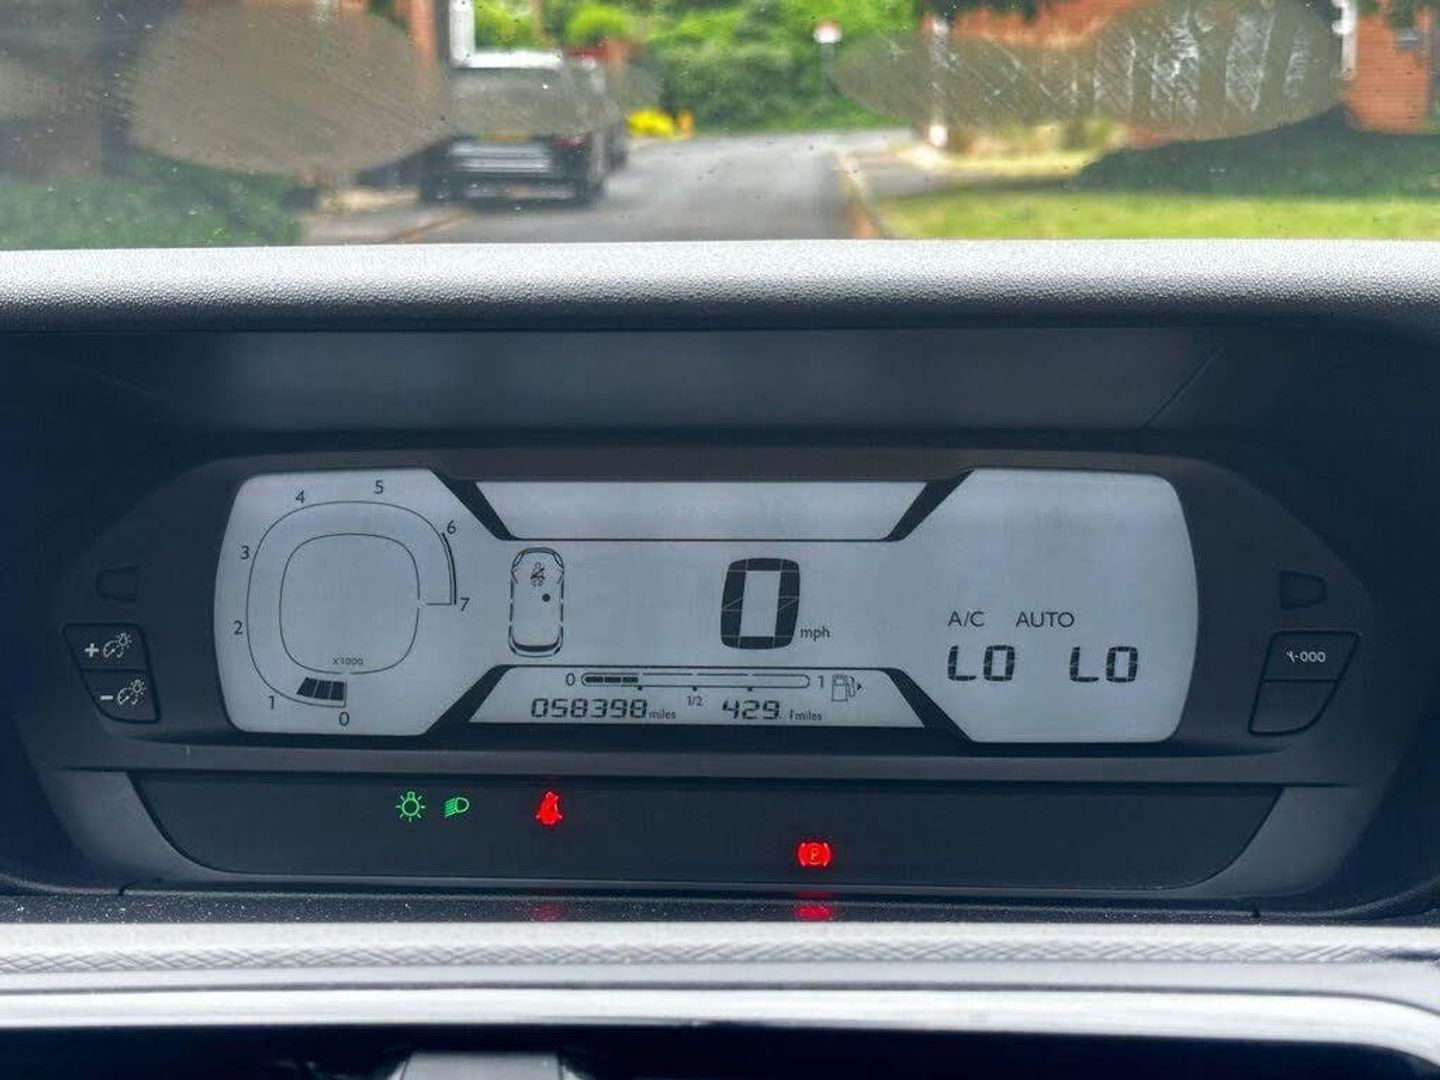 4 5
3 6
2 7
x1000
1 0
0 mph
A/C AUTO
LO LO
0 1/2 1
058398 miles 429. miles
+
-
000
P